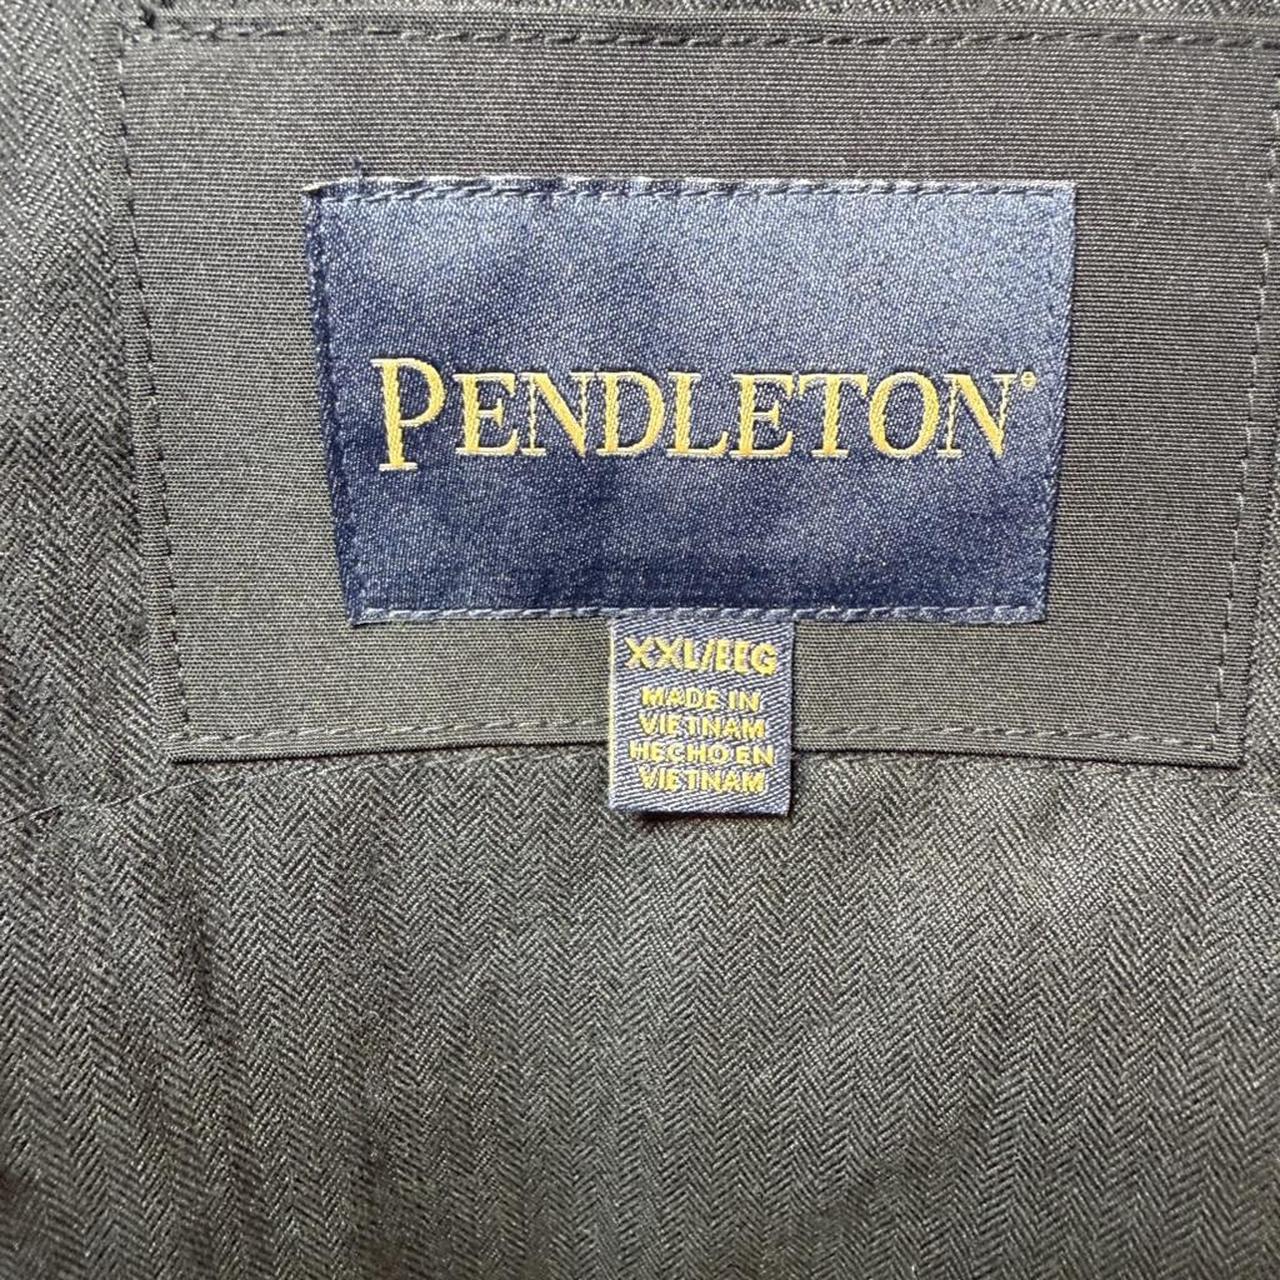 PENDLETON®
XXL/EEG
MADE IN
VIETNAM
HECHO EN
VIETNAM